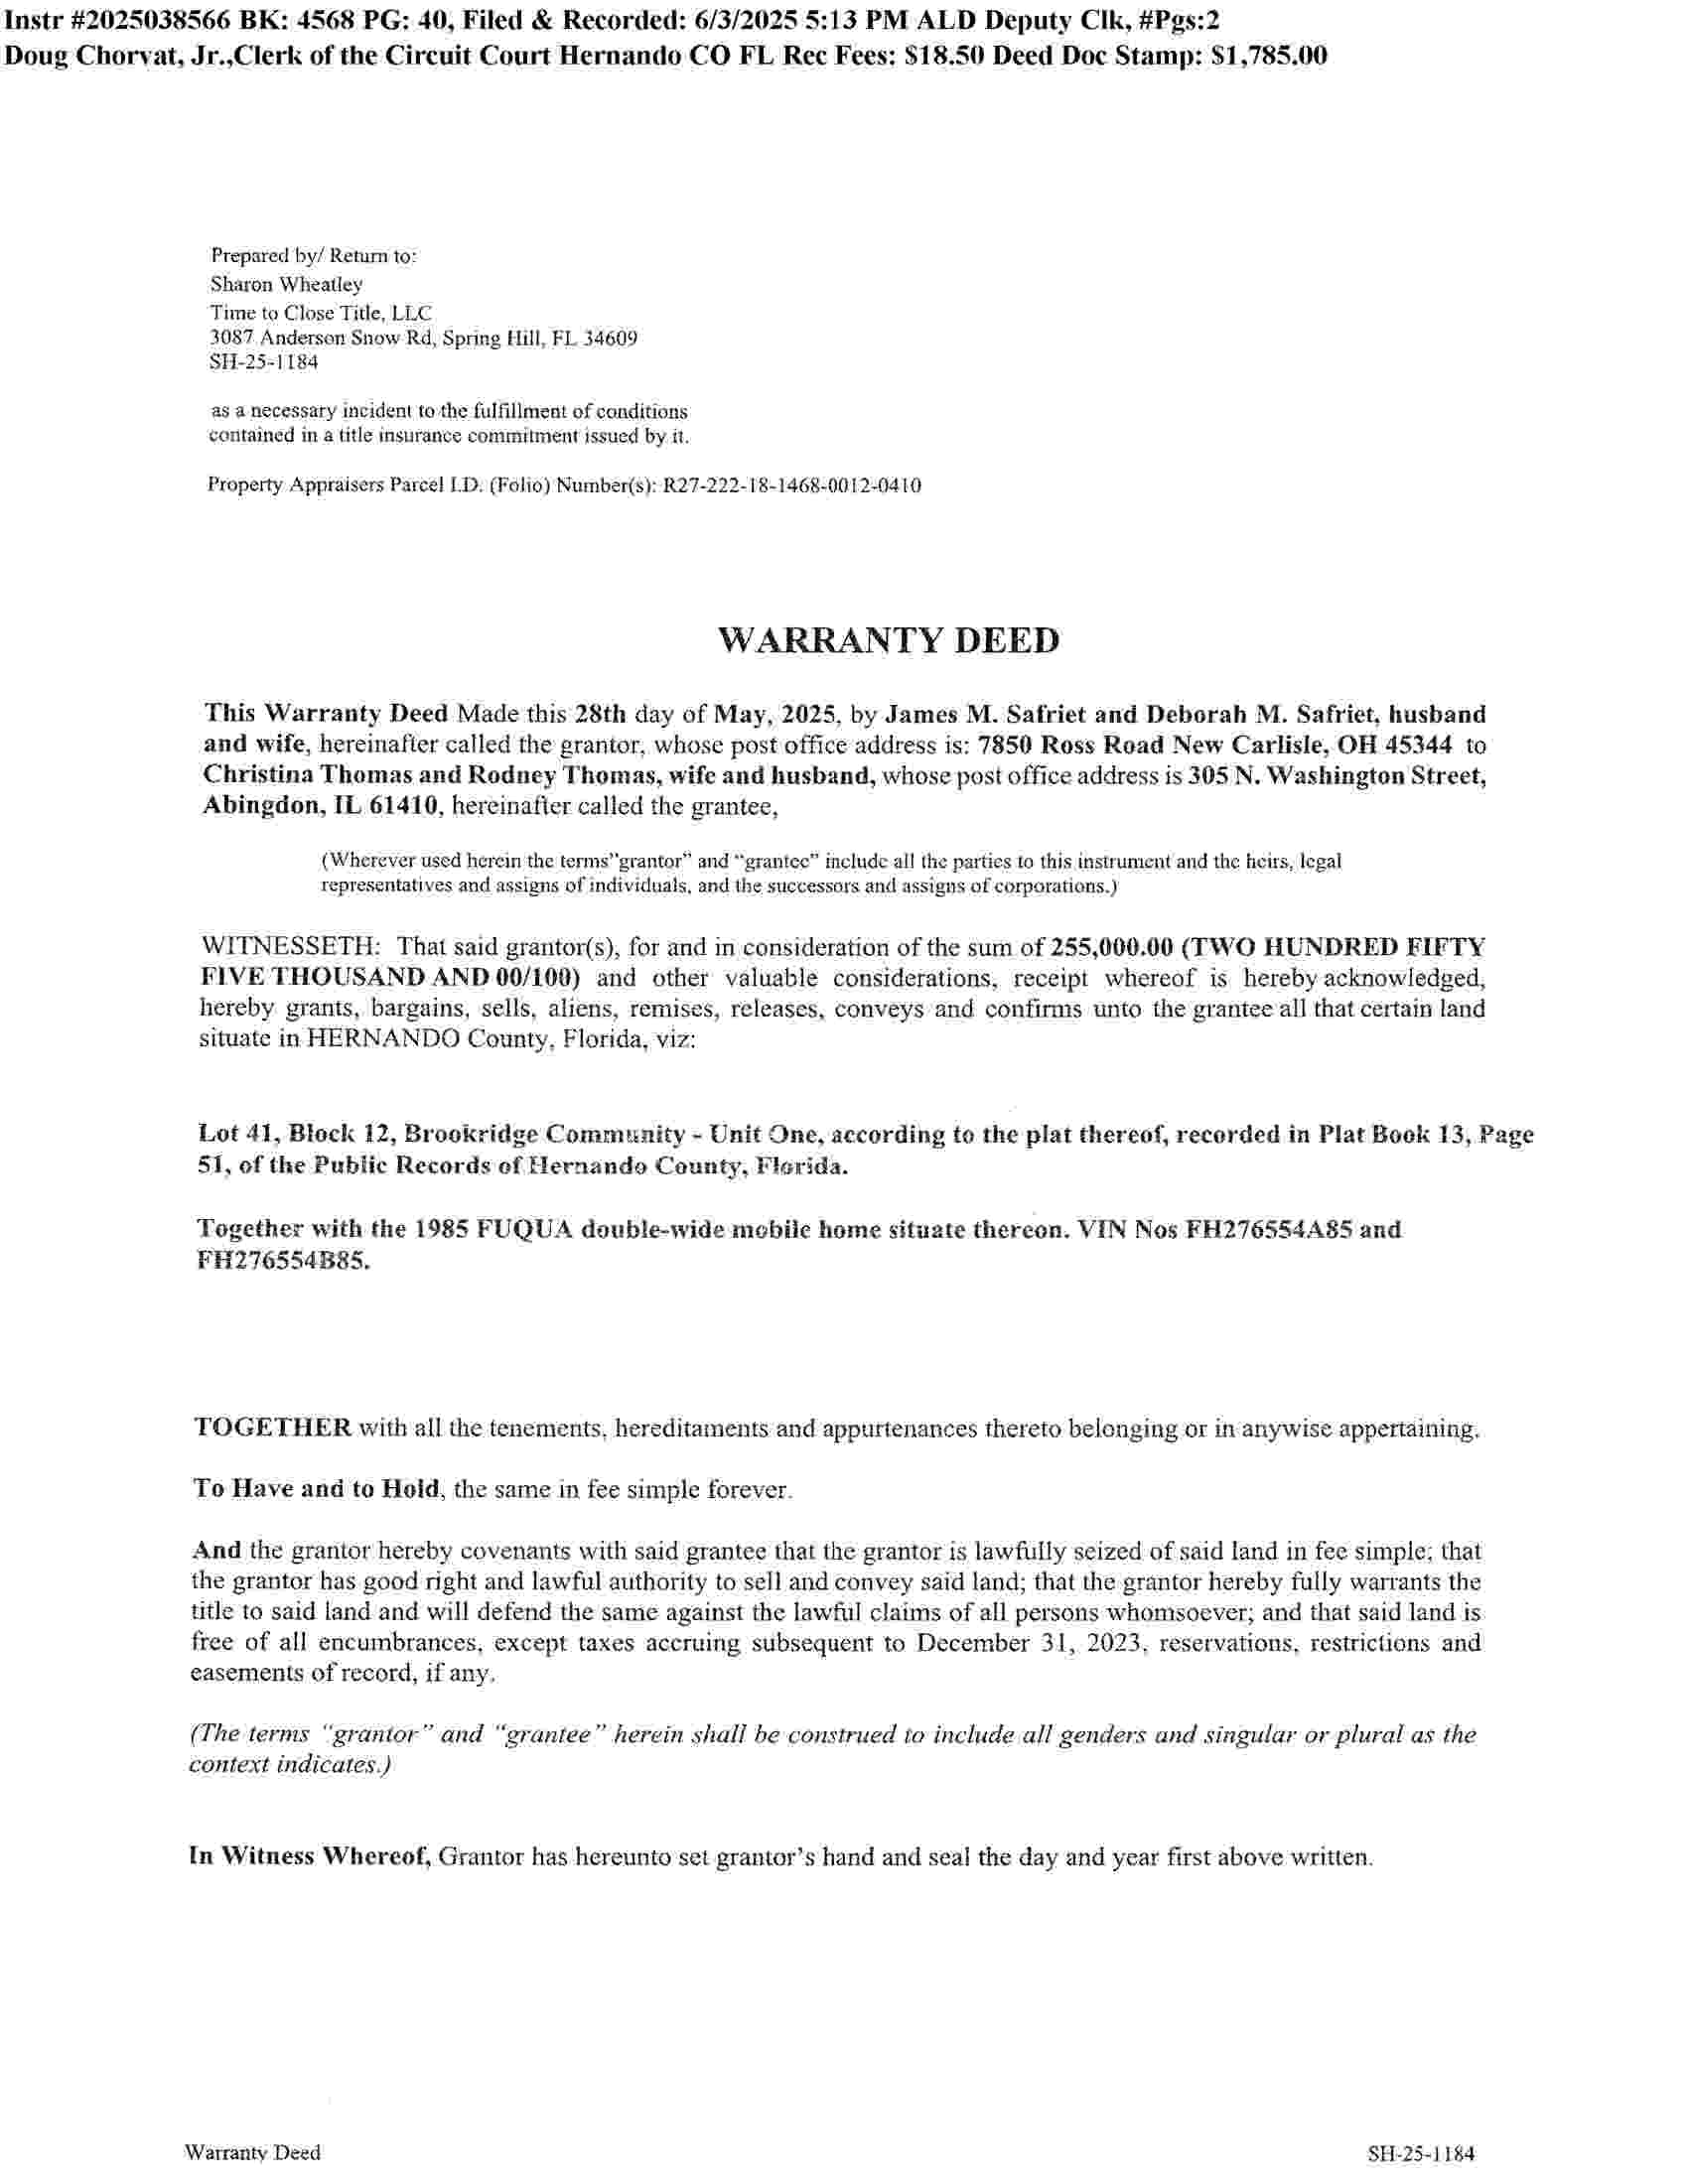 Instr #2025038566 BK: 4568 PG: 40, Filed & Recorded: 6/3/2025 5:13 PM ALD Deputy Clk, #Pgs:2
Doug Chorvat, Jr.,Clerk of the Circuit Court Hernando CO FL Rec Fees: $18.50 Deed Doc Stamp: $1,785.00
Prepared by/ Return to:
Sharon Wheatley
Time to Close Title, LLC
3087 Anderson Snow Rd, Spring Hill, FL 34609
SH-25-1184
as a necessary incident to the fulfillment of conditions
contained in a title insurance commitment issued by it.
Property Appraisers Parcel I.D. (Folio) Number(s): R27-222-18-1468-0012-0410
WARRANTY DEED
This Warranty Deed Made this 28th day of May, 2025, by James M. Safriet and Deborah M. Safriet, husband
and wife, hereinafter called the grantor, whose post office address is: 7850 Ross Road New Carlisle, OH 45344 to
Christina Thomas and Rodney Thomas, wife and husband, whose post office address is 305 N. Washington Street,
Abingdon, IL 61410, hereinafter called the grantee,
(Wherever used herein the terms"grantor” and “grantee” include all the parties to this instrument and the heirs, legal
representatives and assigns of individuals, and the successors and assigns of corporations.)
WITNESSETH: That said grantor(s), for and in consideration of the sum of 255,000.00 (TWO HUNDRED FIFTY
FIVE THOUSAND AND 00/100) and other valuable considerations, receipt whereof is hereby acknowledged,
hereby grants, bargains, sells, aliens, remises, releases, conveys and confirms unto the grantee all that certain land
situate in HERNANDO County, Florida, viz:
Lot 41, Block 12, Brookridge Community - Unit One, according to the plat thereof, recorded in Plat Book 13, Page
51, of the Public Records of Hernando County, Florida.
Together with the 1985 FUQUA double-wide mobile home situate thereon. VIN Nos FH276554A85 and
FH276554B85.
TOGETHER with all the tenements, hereditaments and appurtenances thereto belonging or in anywise appertaining.
To Have and to Hold, the same in fee simple forever.
And the grantor hereby covenants with said grantee that the grantor is lawfully seized of said land in fee simple; that
the grantor has good right and lawful authority to sell and convey said land; that the grantor hereby fully warrants the
title to said land and will defend the same against the lawful claims of all persons whomsoever; and that said land is
free of all encumbrances, except taxes accruing subsequent to December 31, 2023, reservations, restrictions and
easements of record, if any.
(The terms “grantor” and “grantee” herein shall be construed to include all genders and singular or plural as the
context indicates.)
In Witness Whereof, Grantor has hereunto set grantor’s hand and seal the day and year first above written.
Warranty Deed
SH-25-1184